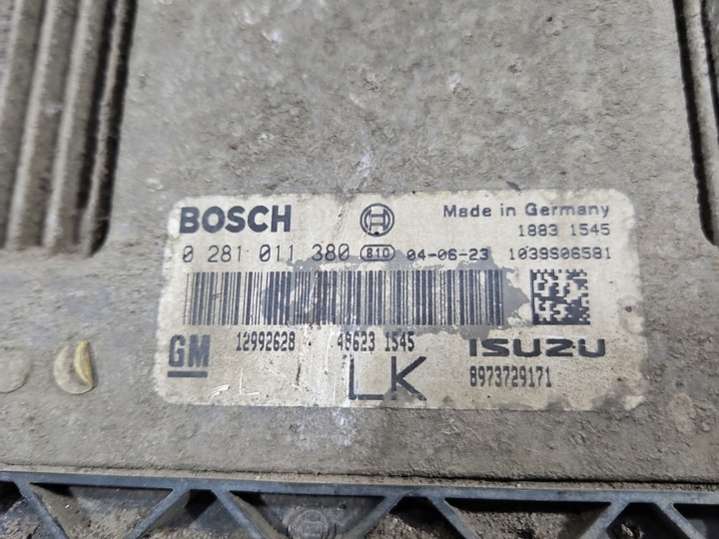 BOSCH Made in Germany
1883 1545
0 281 011 380 810 04-06-23 1039S06581
GM 12992628 48623 1545 ISUZU
LK 8973729171